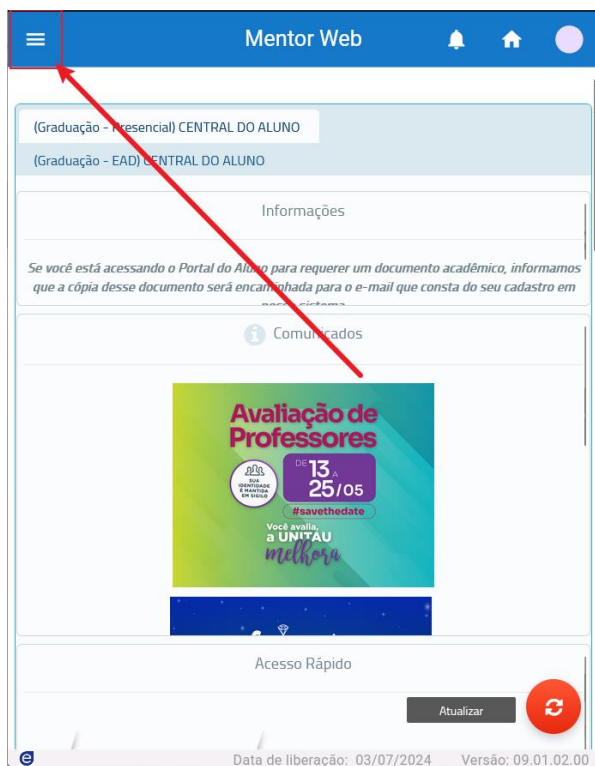 Mentor Web
(Graduação - Presencial) CENTRAL DO ALUNO
(Graduação - EAD) CENTRAL DO ALUNO
Informações
Se você está acessando o Portal do Aluno para requerer um documento acadêmico, informamos
que a cópia desse documento será encaminhada para o e-mail que consta do seu cadastro em
nosso sistema
Comunicados
Avaliação de
Professores
SUA
IDENTIDADE
É MANTIDA
EM SIGILO
DE 13 A
25/05
#savethedate
Você avalia,
a UNITAU
melhora
Acesso Rápido
Atualizar
Data de liberação: 03/07/2024 Versão: 09.01.02.00